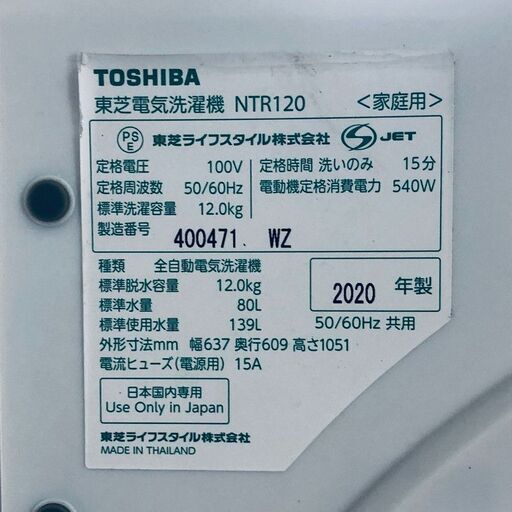 TOSHIBA
東芝電気洗濯機 NTR120 <家庭用>
PSE 東芝ライフスタイル株式会社 S JET
定格電圧 100V 定格時間 洗いのみ 15分
定格周波数 50/60Hz 電動機定格消費電力 540W
標準洗濯容量 12.0kg
製造番号 400471 WZ
種類 全自動電気洗濯機
標準脱水容量 12.0kg 2020 年製
標準水量 80L
標準使用水量 139L 50/60Hz 共用
外形寸法mm 幅637 奥行609 高さ1051
電流ヒューズ(電源用) 15A
日本国内専用
Use Only in Japan
東芝ライフスタイル株式会社
MADE IN THAILAND